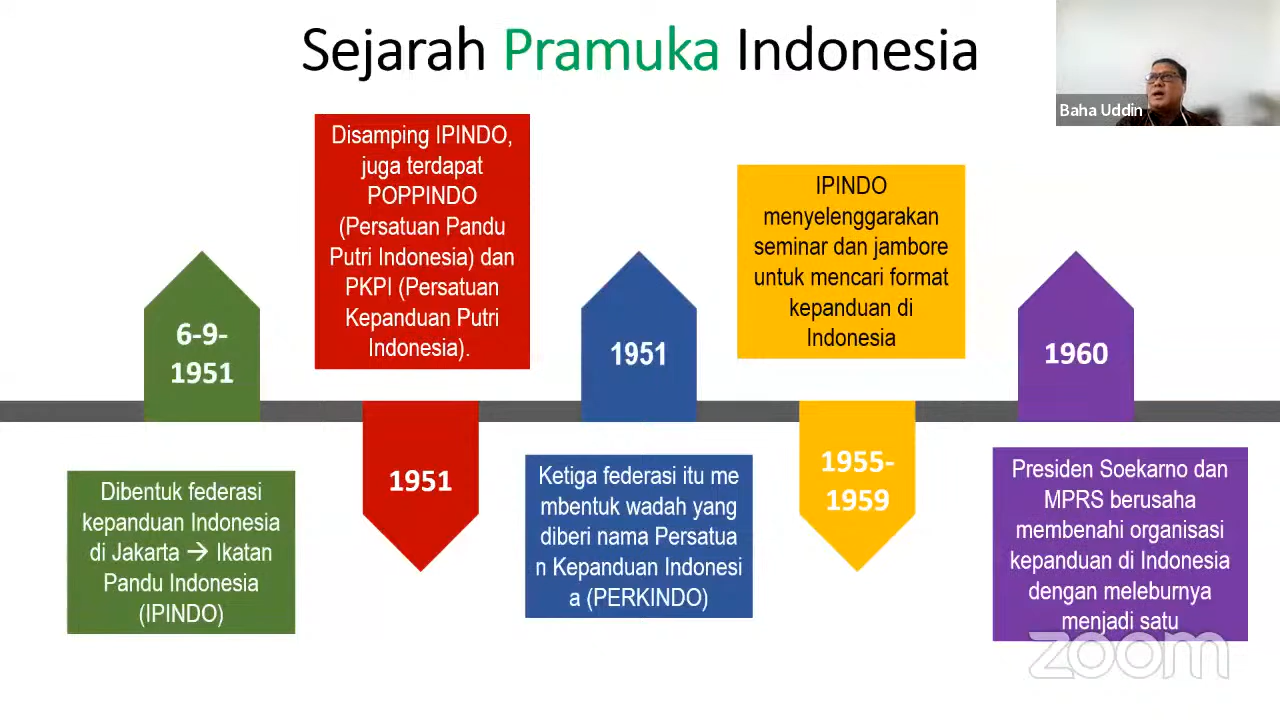 Sejarah Pramuka Indonesia
Baha Uddin
6-9-
1951
Dibentuk federasi
kepanduan Indonesia
di Jakarta → Ikatan
Pandu Indonesia
(IPINDO)
Disamping IPINDO,
juga terdapat
POPPINDO
(Persatuan Pandu
Putri Indonesia) dan
PKPI (Persatuan
Kepanduan Putri
Indonesia).
1951
1951
Ketiga federasi itu me
mbentuk wadah yang
diberi nama Persatua
n Kepanduan Indonesi
a (PERKINDO)
IPINDO
menyelenggarakan
seminar dan jambore
untuk mencari format
kepanduan di
Indonesia
1955-
1959
1960
Presiden Soekarno dan
MPRS berusaha
membenahi organisasi
kepanduan di Indonesia
dengan meleburnya
menjadi satu
zoom